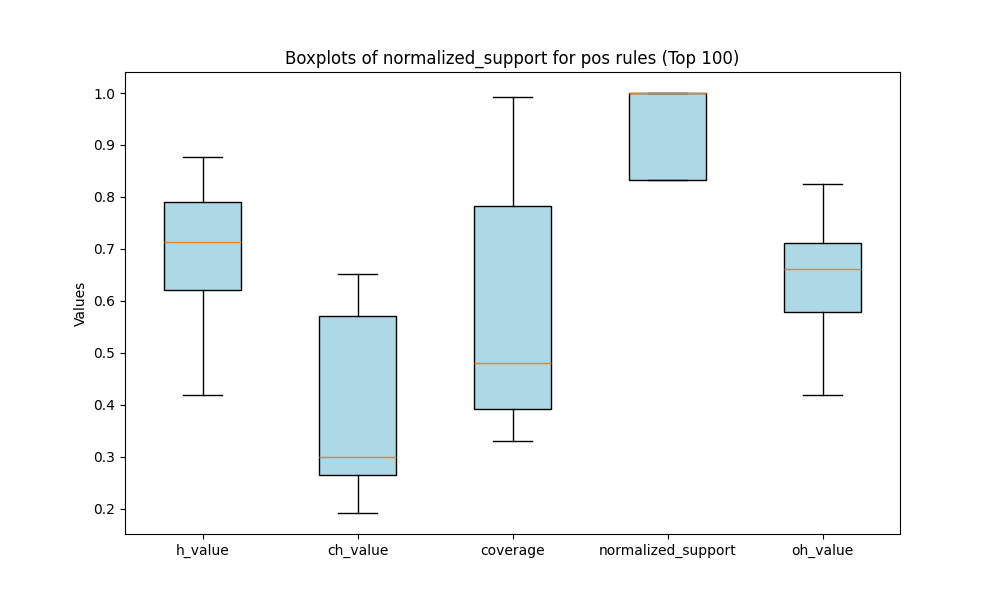 Boxplots of normalized_support for pos rules (Top 100)
1.0
0.9
0.8
0.7
0.6
0.5
0.4
0.3
0.2
Values
h_value
ch_value
coverage
normalized_support
oh_value